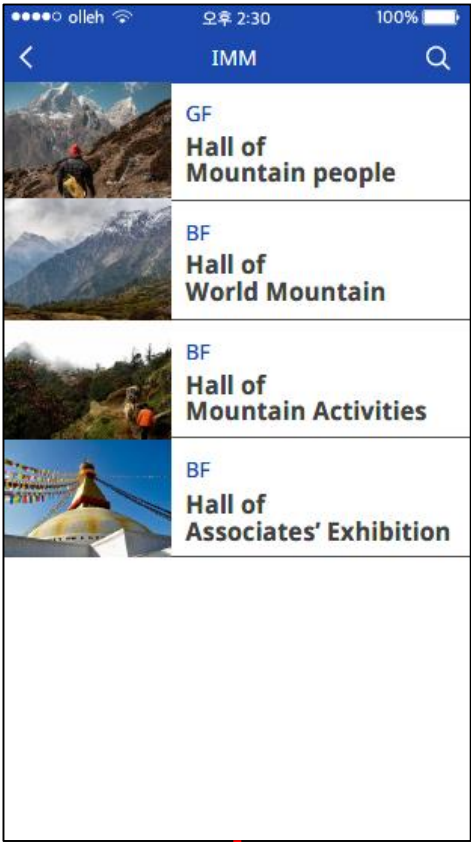 olleh 오후 2:30 100%
IMM
GF
Hall of
Mountain people
BF
Hall of
World Mountain
BF
Hall of
Mountain Activities
BF
Hall of
Associates’ Exhibition